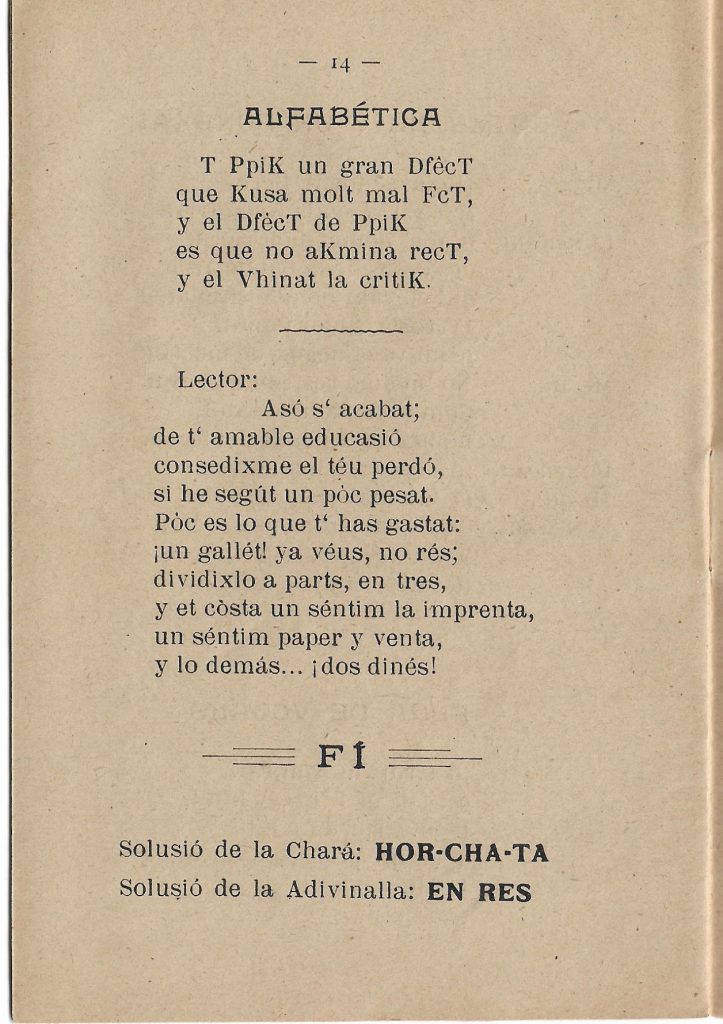 — 14 —
ALFABÉTICA
T PpiK un gran DfêcT
que Kusa molt mal FcT,
y el DfècT de PpiK
es que no aKmina recT,
y el Vhinat la critiK.
Lector:
Asó s‘ acabat;
de t‘ amable educasió
consedixme el téu perdó,
si he segút un pòc pesat.
Pòc es lo que t‘ has gastat:
¡un gallét! ya véus, no rés;
dividixlo a parts, en tres,
y et còsta un séntim la imprenta,
un séntim paper y venta,
y lo demás... ¡dos dinés!
FÍ
Solusió de la Chará: HOR-CHA-TA
Solusió de la Adivinalla: EN RES